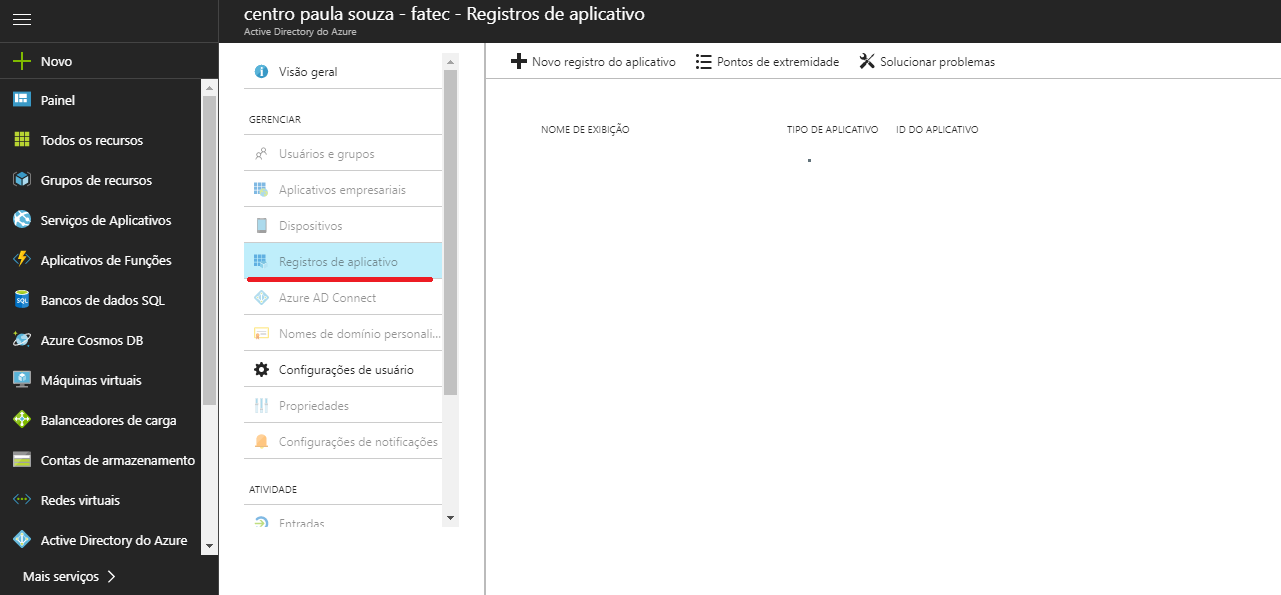 centro paula souza - fatec - Registros de aplicativo
Active Directory do Azure
Novo
Painel
Todos os recursos
Grupos de recursos
Serviços de Aplicativos
Aplicativos de Funções
Bancos de dados SQL
Azure Cosmos DB
Máquinas virtuais
Balanceadores de carga
Contas de armazenamento
Redes virtuais
Active Directory do Azure
Mais serviços
Visão geral
GERENCIAR
Usuários e grupos
Aplicativos empresariais
Dispositivos
Registros de aplicativo
Azure AD Connect
Nomes de domínio personali...
Configurações de usuário
Propriedades
Configurações de notificações
ATIVIDADE
Entradas
Novo registro do aplicativo Pontos de extremidade Solucionar problemas
NOME DE EXIBIÇÃO TIPO DE APLICATIVO ID DO APLICATIVO